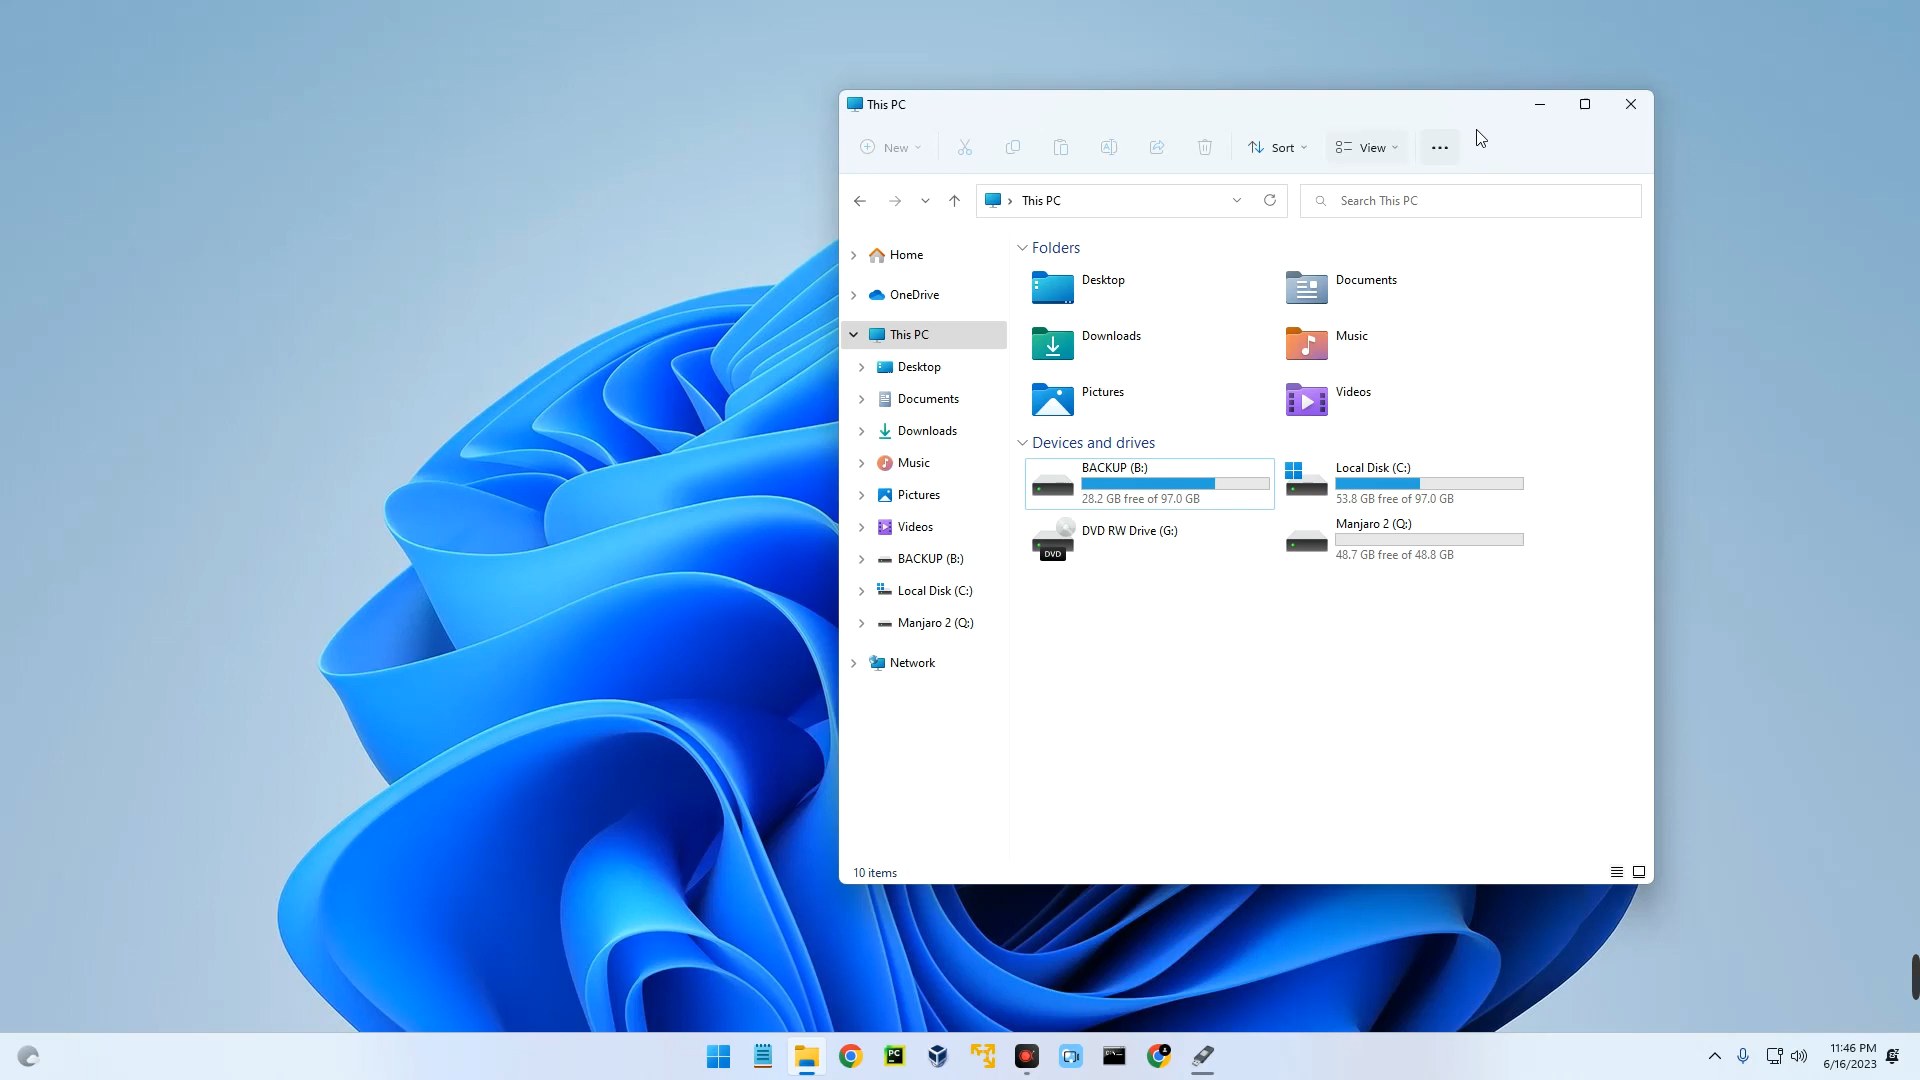 This PC
New
Sort
View
This PC
Search This PC
Home
OneDrive
This PC
Desktop
Documents
Downloads
Music
Pictures
Videos
BACKUP (B:)
Local Disk (C:)
Manjaro 2 (Q:)
Network
Folders
Desktop
Documents
Downloads
Music
Pictures
Videos
Devices and drives
BACKUP (B:)
28.2 GB free of 97.0 GB
Local Disk (C:)
53.8 GB free of 97.0 GB
DVD RW Drive (G:)
DVD
Manjaro 2 (Q:)
48.7 GB free of 48.8 GB
10 items
PC
11:46 PM
6/16/2023